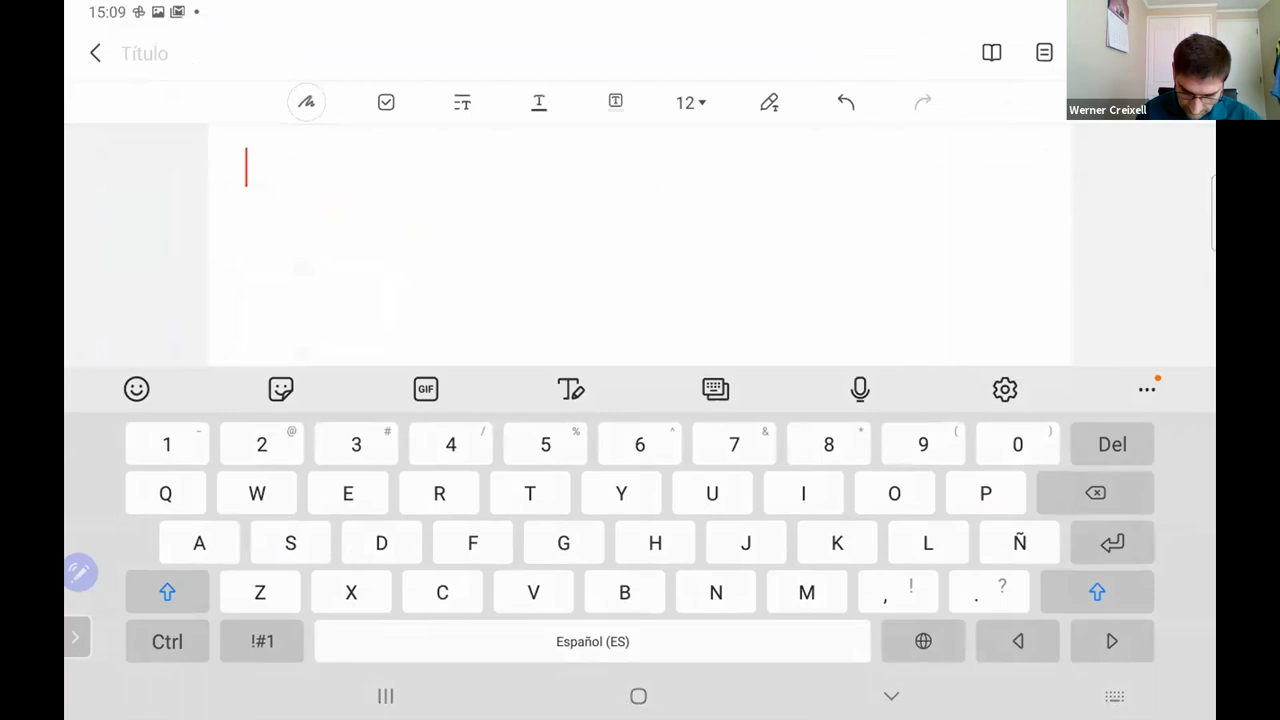 15:09
Título
12
Werner Creixell
GIF
1 - 2 @ 3 # 4 / 5 % 6 ^ 7 & 8 * 9 ( 0 ) Del
Q W E R T Y U I O P
A S D F G H J K L Ñ
Z X C V B N M , ! . ?
Ctrl !#1 Español (ES)